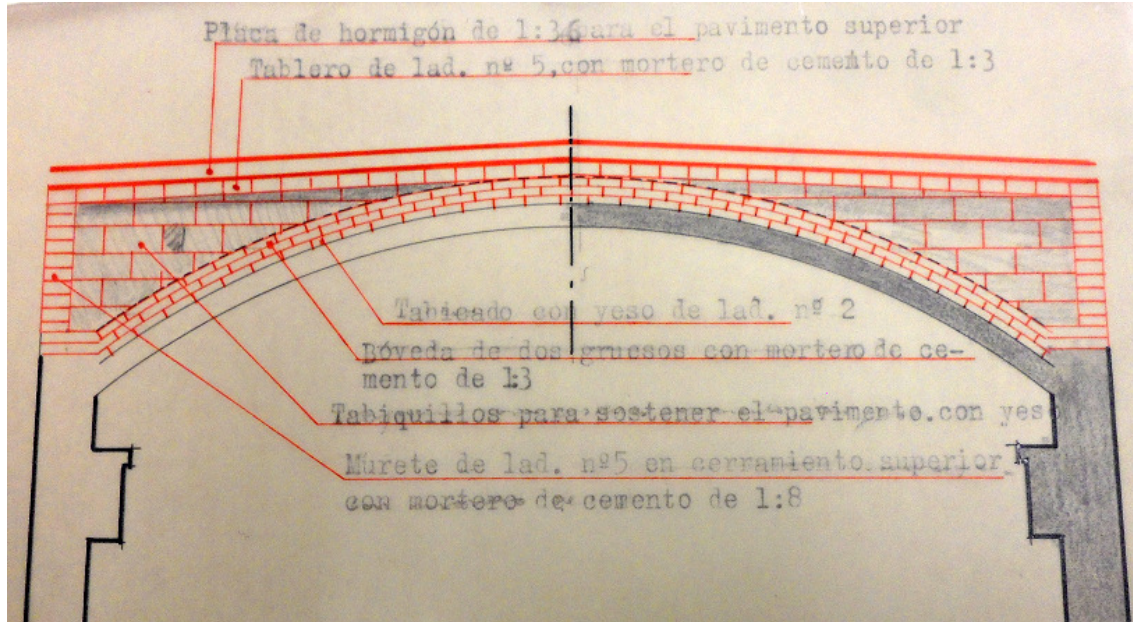 Placa de hormigón de 1:36 para el pavimento superior
Tablero de lad. nº 5,con mortero de cemento de 1:3
Tabicado con yeso de lad. nº 2
Bóveda de dos gruesos con mortero de ce-
mento de 1:3
Tabiquillos para sostener el pavimento.con yeso
Murete de lad. nº5 en cerramiento superior
con mortero de cemento de 1:8